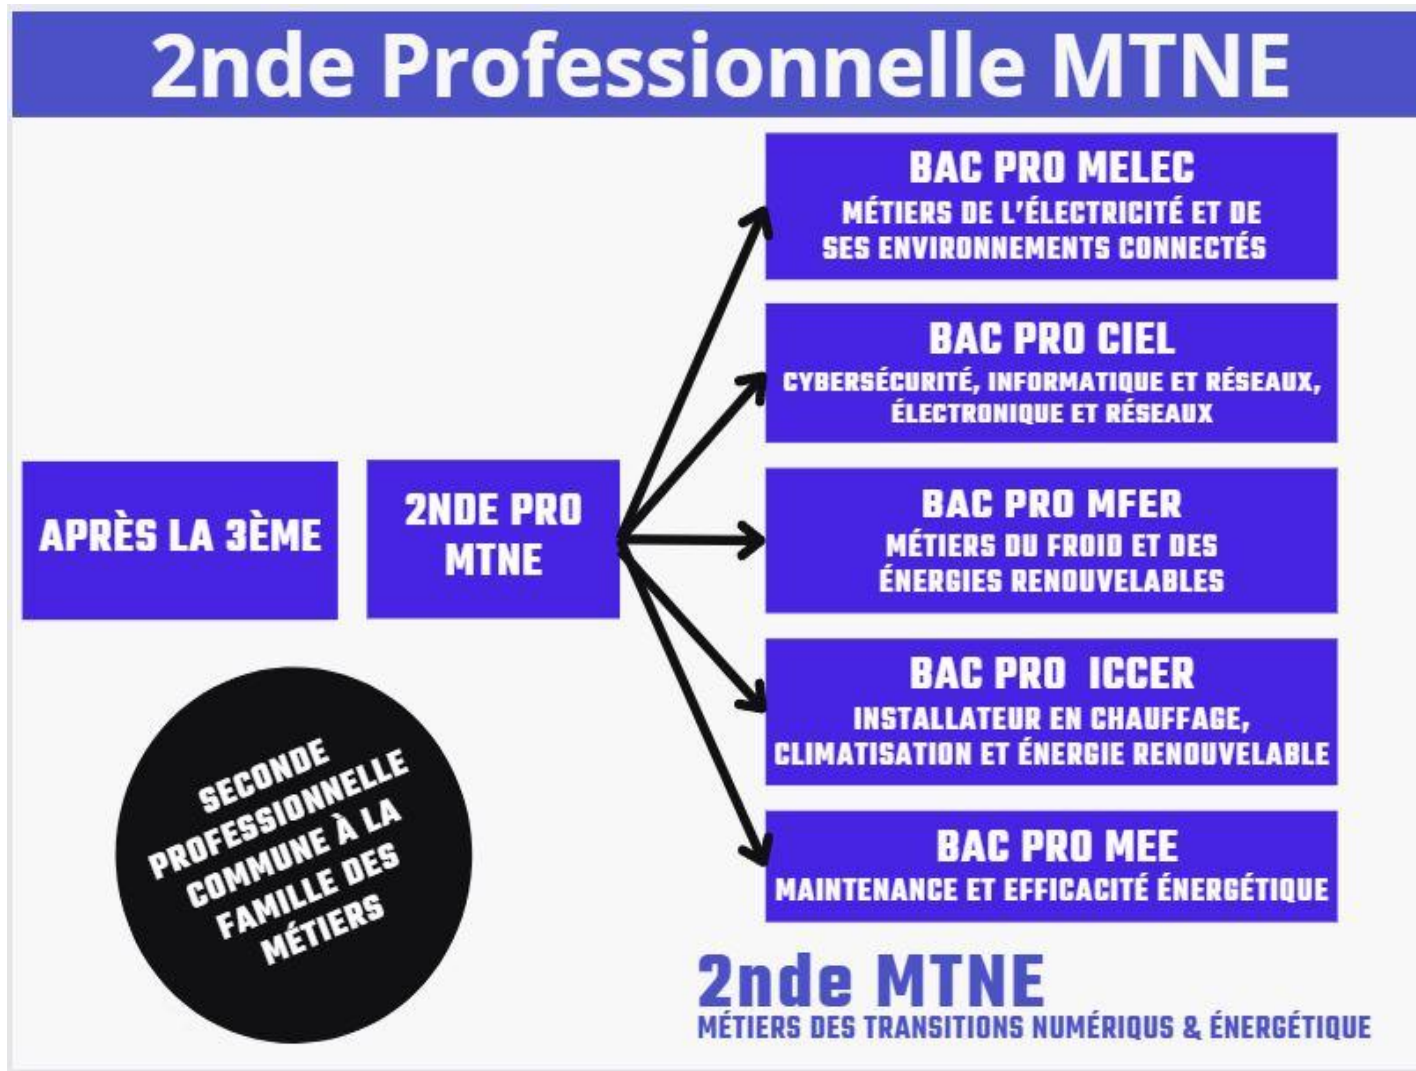 2nde Professionnelle MTNE
BAC PRO MELEC
MÉTIERS DE L'ÉLECTRICITÉ ET DE
SES ENVIRONNEMENTS CONNECTÉS
BAC PRO CIEL
CYBERSÉCURITÉ, INFORMATIQUE ET RÉSEAUX,
ÉLECTRONIQUE ET RÉSEAUX
APRÈS LA 3ÈME
2NDE PRO
MTNE
BAC PRO MFER
MÉTIERS DU FROID ET DES
ÉNERGIES RENOUVELABLES
BAC PRO ICCER
INSTALLATEUR EN CHAUFFAGE,
CLIMATISATION ET ÉNERGIE RENOUVELABLE
BAC PRO MEE
MAINTENANCE ET EFFICACITÉ ÉNERGÉTIQUE
SECONDE
PROFESSIONNELLE
COMMUNE À LA
FAMILLE DES
MÉTIERS
2nde MTNE
MÉTIERS DES TRANSITIONS NUMÉRIQUS & ÉNERGÉTIQUE